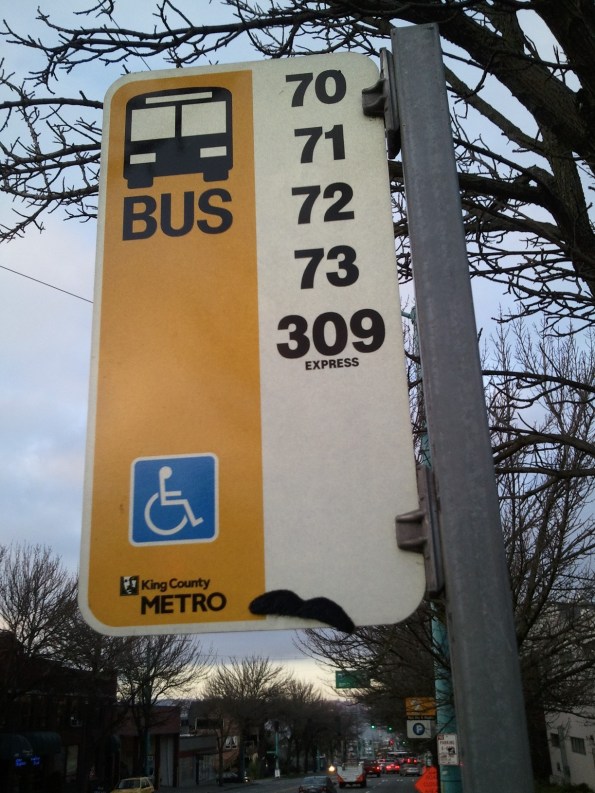 BUS
70
71
72
73
309
EXPRESS
King County
METRO
P